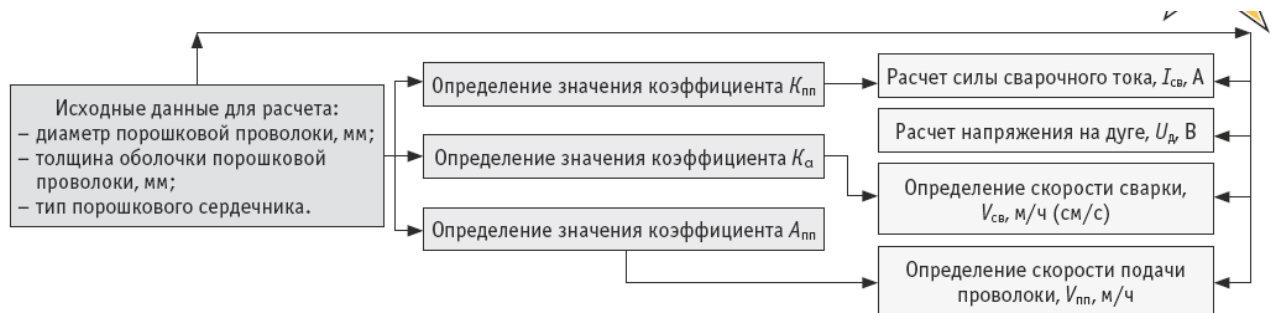 Исходные данные для расчета:
– диаметр порошковой проволоки, мм;
– толщина оболочки порошковой
проволоки, мм;
– тип порошкового сердечника.
Определение значения коэффициента Kпп
Определение значения коэффициента Kα
Определение значения коэффициента Aпп
Расчет силы сварочного тока, Iсв, А
Расчет напряжения на дуге, Uд, В
Определение скорости сварки,
Vсв, м/ч (см/с)
Определение скорости подачи
проволоки, Vпп, м/ч